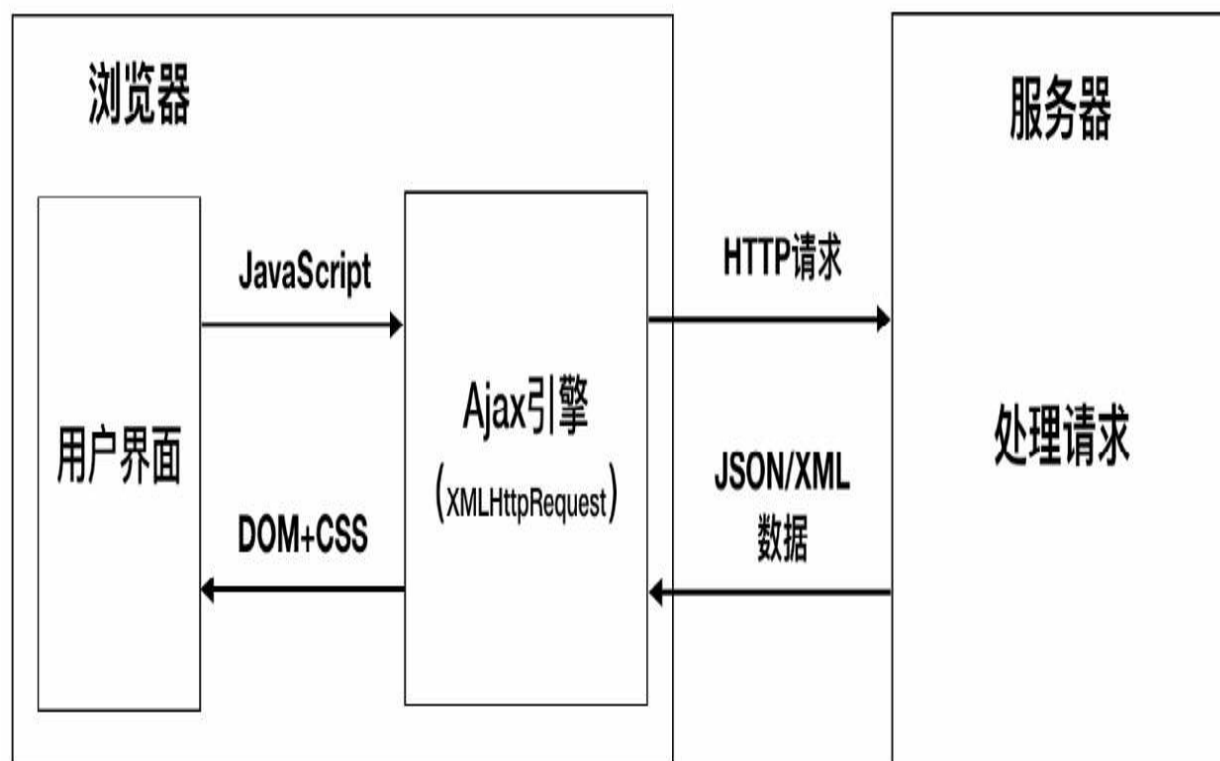 浏览器
服务器
JavaScript
HTTP请求
用户界面
Ajax引擎
(XMLHttpRequest)
处理请求
DOM+CSS
JSON/XML
数据